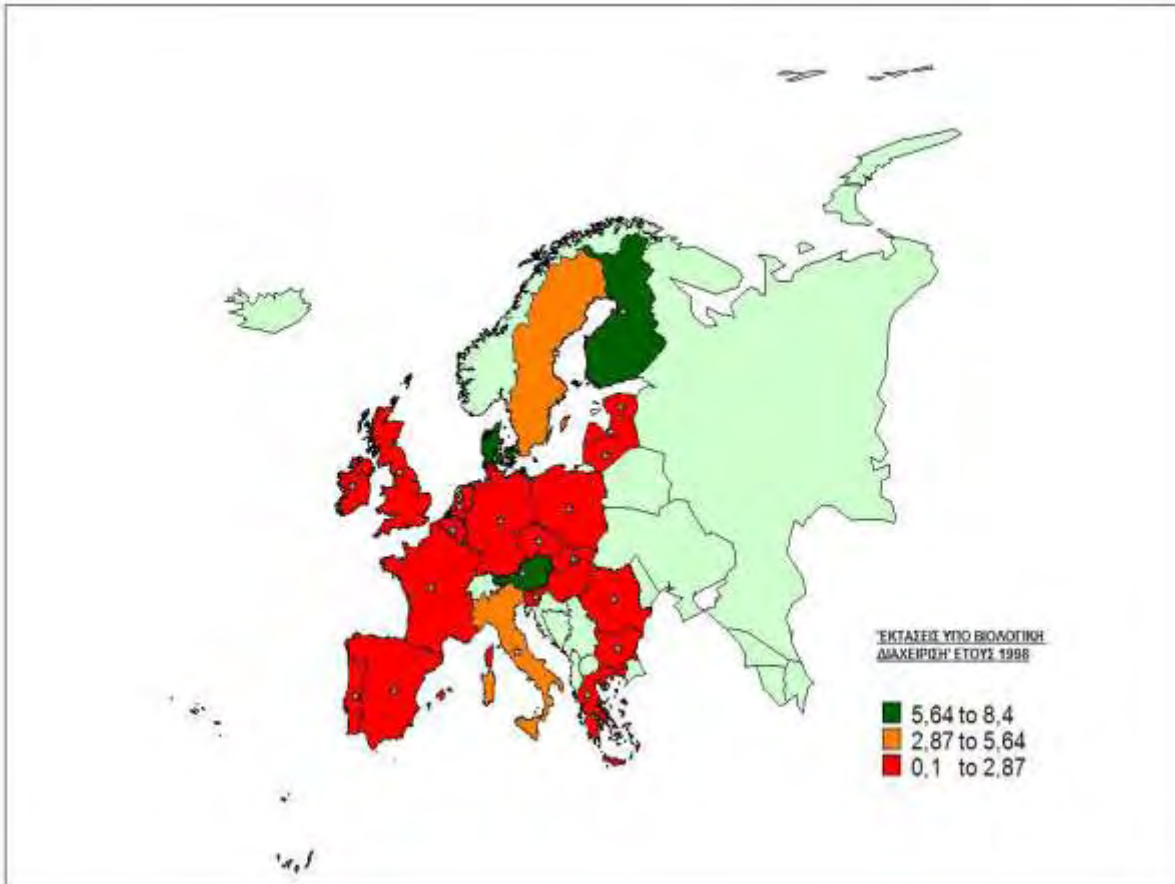 'ΕΚΤΑΣΕΙΣ ΥΠΟ ΒΙΟΛΟΓΙΚΗ
ΔΙΑΧΕΙΡΙΣΗ' ΕΤΟΥΣ 1998
5,64 to 8,4
2,87 to 5,64
0,1 to 2,87